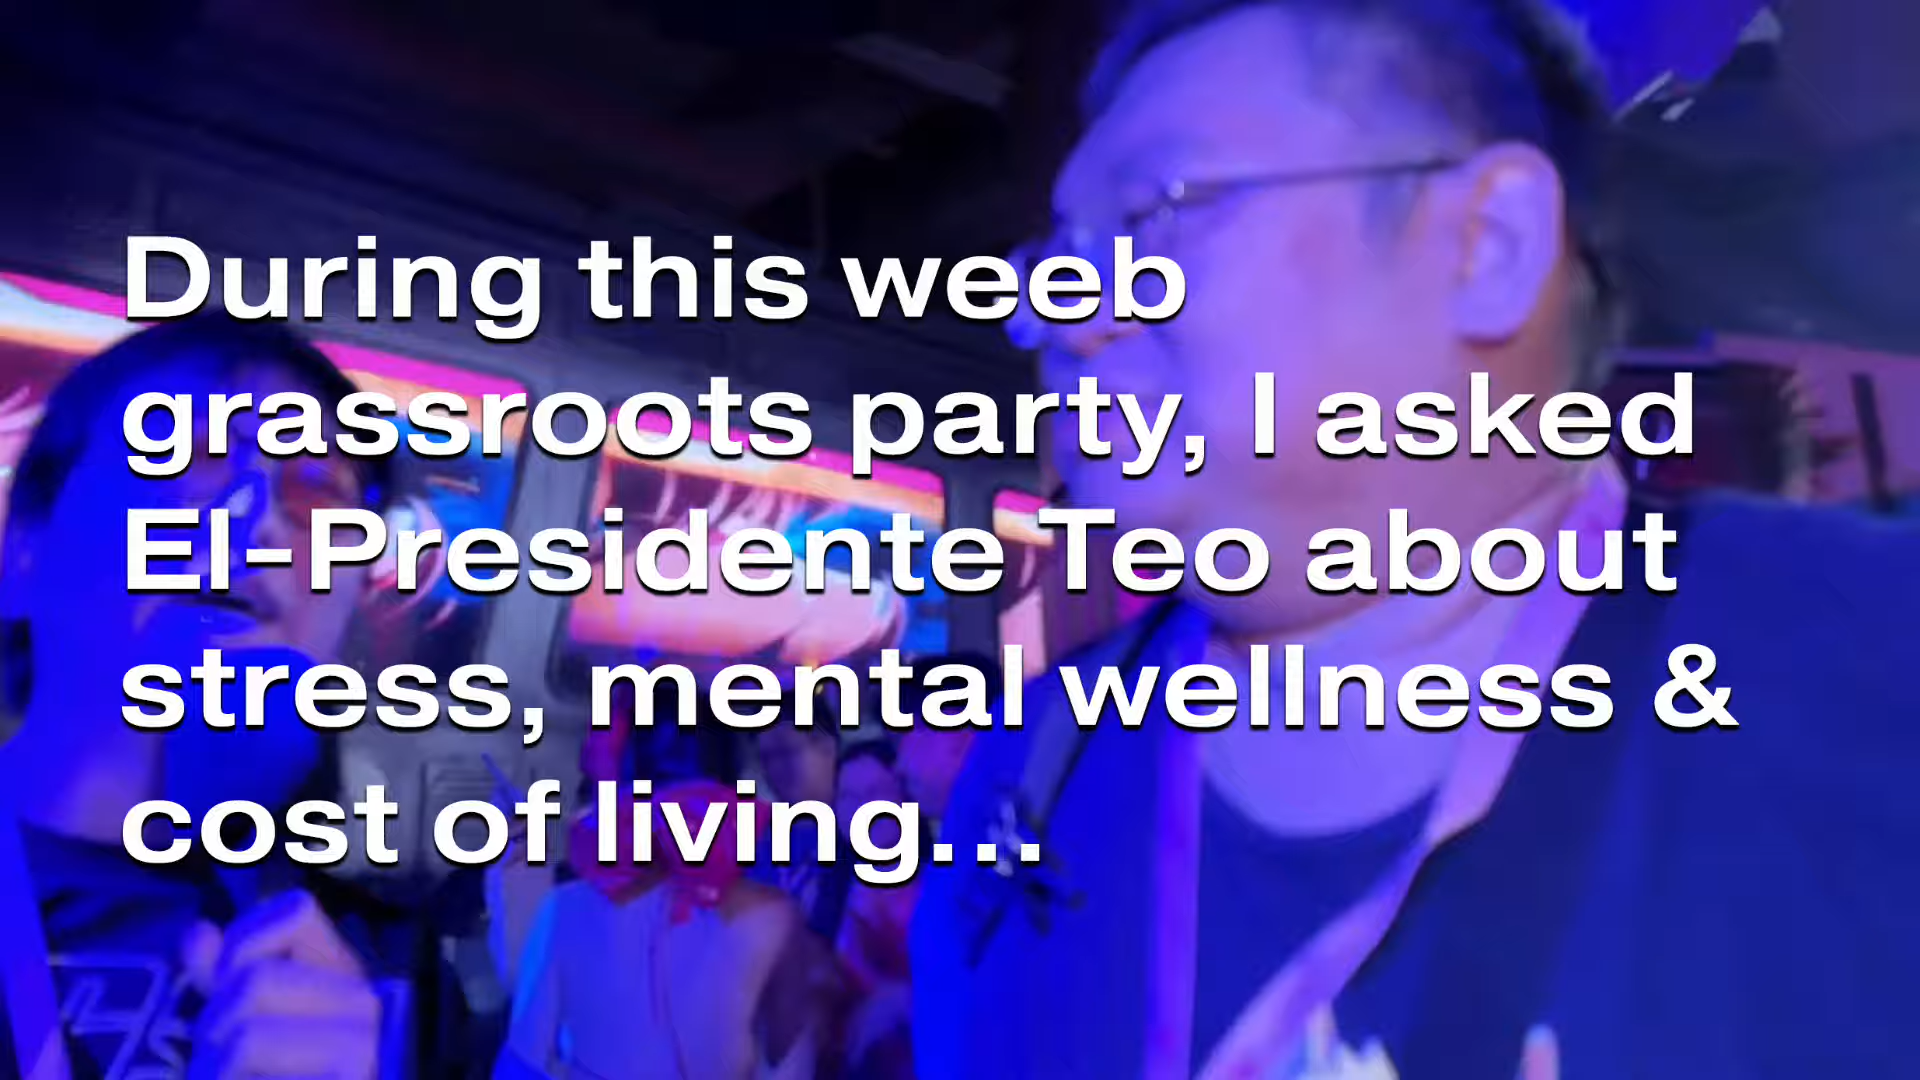 During this weeb
grassroots party, I asked
El-Presidente Teo about
stress, mental wellness &
cost of living...